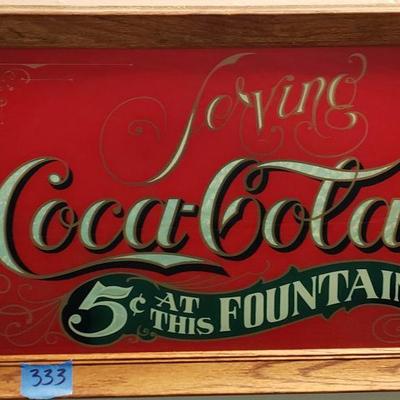 Serving
Coca-Cola
5¢ AT THIS FOUNTAIN
333